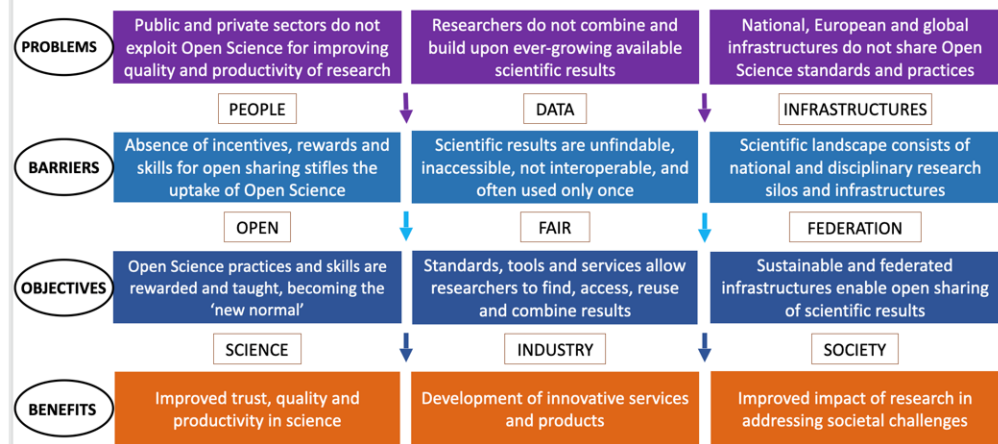 PROBLEMS
Public and private sectors do not
exploit Open Science for improving
quality and productivity of research
Researchers do not combine and
build upon ever-growing available
scientific results
National, European and global
infrastructures do not share Open
Science standards and practices
PEOPLE
DATA
INFRASTRUCTURES
BARRIERS
Absence of incentives, rewards and
skills for open sharing stifles the
uptake of Open Science
Scientific results are unfindable,
inaccessible, not interoperable, and
often used only once
Scientific landscape consists of
national and disciplinary research
silos and infrastructures
OPEN
FAIR
FEDERATION
OBJECTIVES
Open Science practices and skills are
rewarded and taught, becoming the
‘new normal’
Standards, tools and services allow
researchers to find, access, reuse
and combine results
Sustainable and federated
infrastructures enable open sharing
of scientific results
SCIENCE
INDUSTRY
SOCIETY
BENEFITS
Improved trust, quality and
productivity in science
Development of innovative services
and products
Improved impact of research in
addressing societal challenges